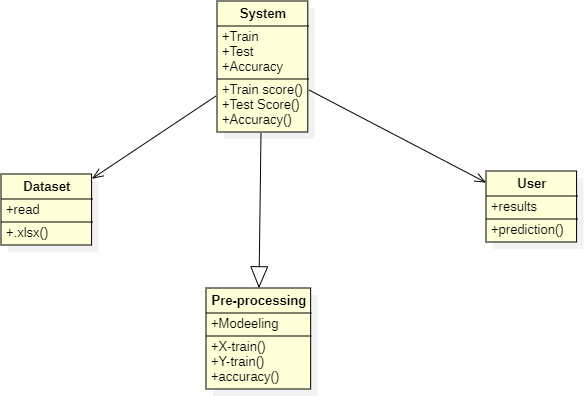 System
+Train
+Test
+Accuracy
+Train score()
+Test Score()
+Accuracy()
Dataset
+read
+.xlsx()
User
+results
+prediction()
Pre-processing
+Modeeling
+X-train()
+Y-train()
+accuracy()